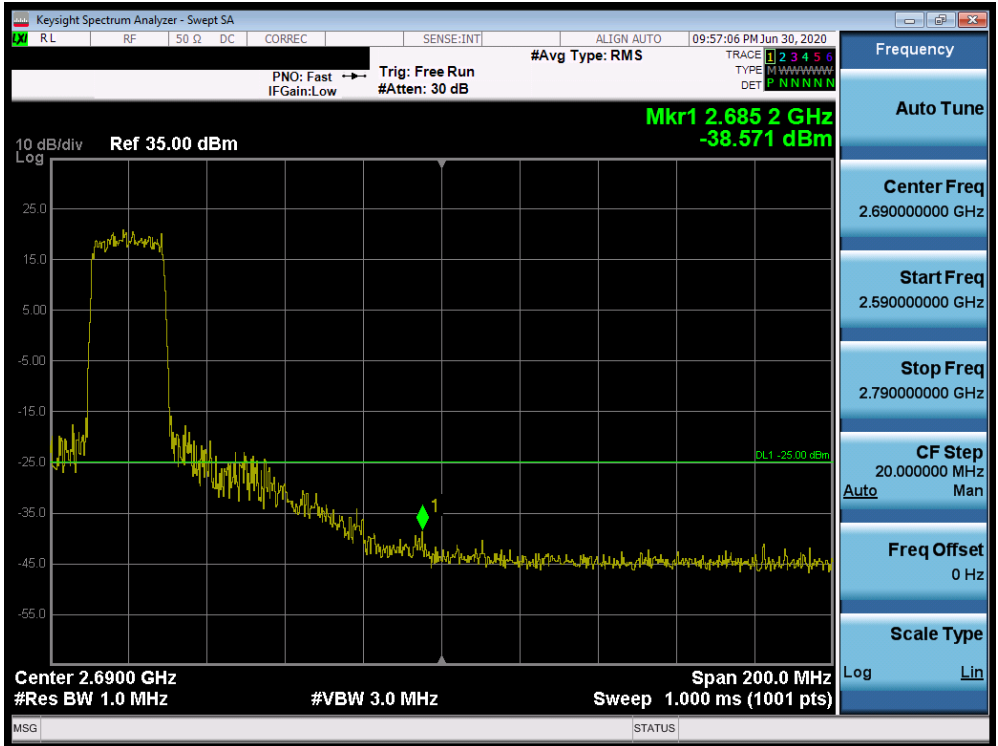 Keysight Spectrum Analyzer - Swept SA
LXI RL RF 50 Ω DC CORREC SENSE:INT ALIGN AUTO 09:57:06 PM Jun 30, 2020
#Avg Type: RMS
TRACE 1 2 3 4 5 6
PNO: Fast Trig: Free Run
TYPE M WWWWW
IFGain:Low #Atten: 30 dB
DET P N N N N N
Frequency
Mkr1 2.685 2 GHz
-38.571 dBm
10 dB/div Ref 35.00 dBm
Log
25.0
15.0
5.00
-5.00
-15.0
-25.0
DL1 -25.00 dBm
-35.0
1
-45.0
-55.0
Center 2.6900 GHz Span 200.0 MHz
#Res BW 1.0 MHz #VBW 3.0 MHz Sweep 1.000 ms (1001 pts)
Auto Tune
Center Freq
2.690000000 GHz
Start Freq
2.590000000 GHz
Stop Freq
2.790000000 GHz
CF Step
20.000000 MHz
Auto Man
Freq Offset
0 Hz
Scale Type
Log Lin
MSG STATUS